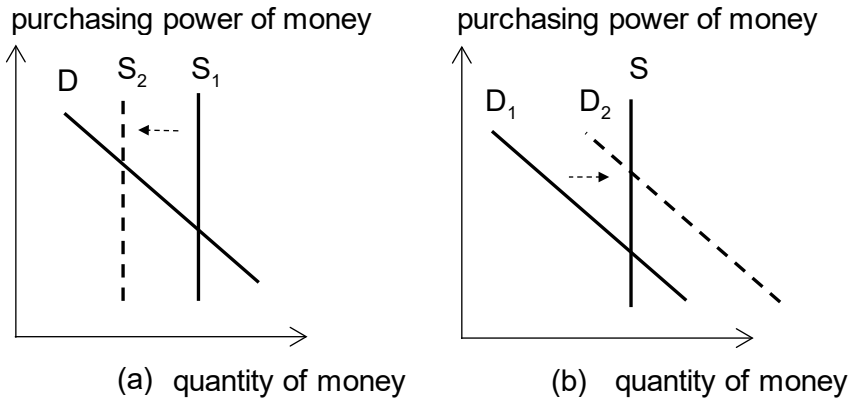 purchasing power of money
D
S₂
S₁
(a) quantity of money
purchasing power of money
D₁
D₂
S
(b) quantity of money